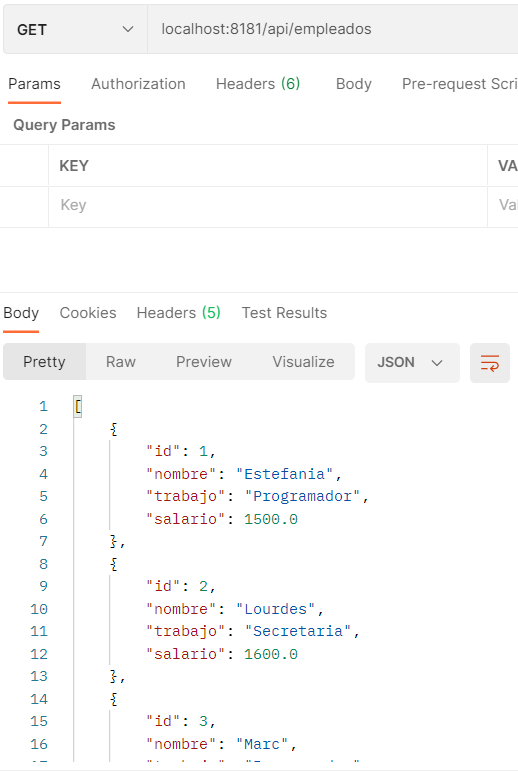 GET localhost:8181/api/empleados
Params Authorization Headers (6) Body Pre-request Scri
Query Params
KEY VA
Key Va
Body Cookies Headers (5) Test Results
Pretty Raw Preview Visualize JSON
1 [
2 {
3 "id": 1,
4 "nombre": "Estefania",
5 "trabajo": "Programador",
6 "salario": 1500.0
7 },
8 {
9 "id": 2,
10 "nombre": "Lourdes",
11 "trabajo": "Secretaria",
12 "salario": 1600.0
13 },
14 {
15 "id": 3,
16 "nombre": "Marc",